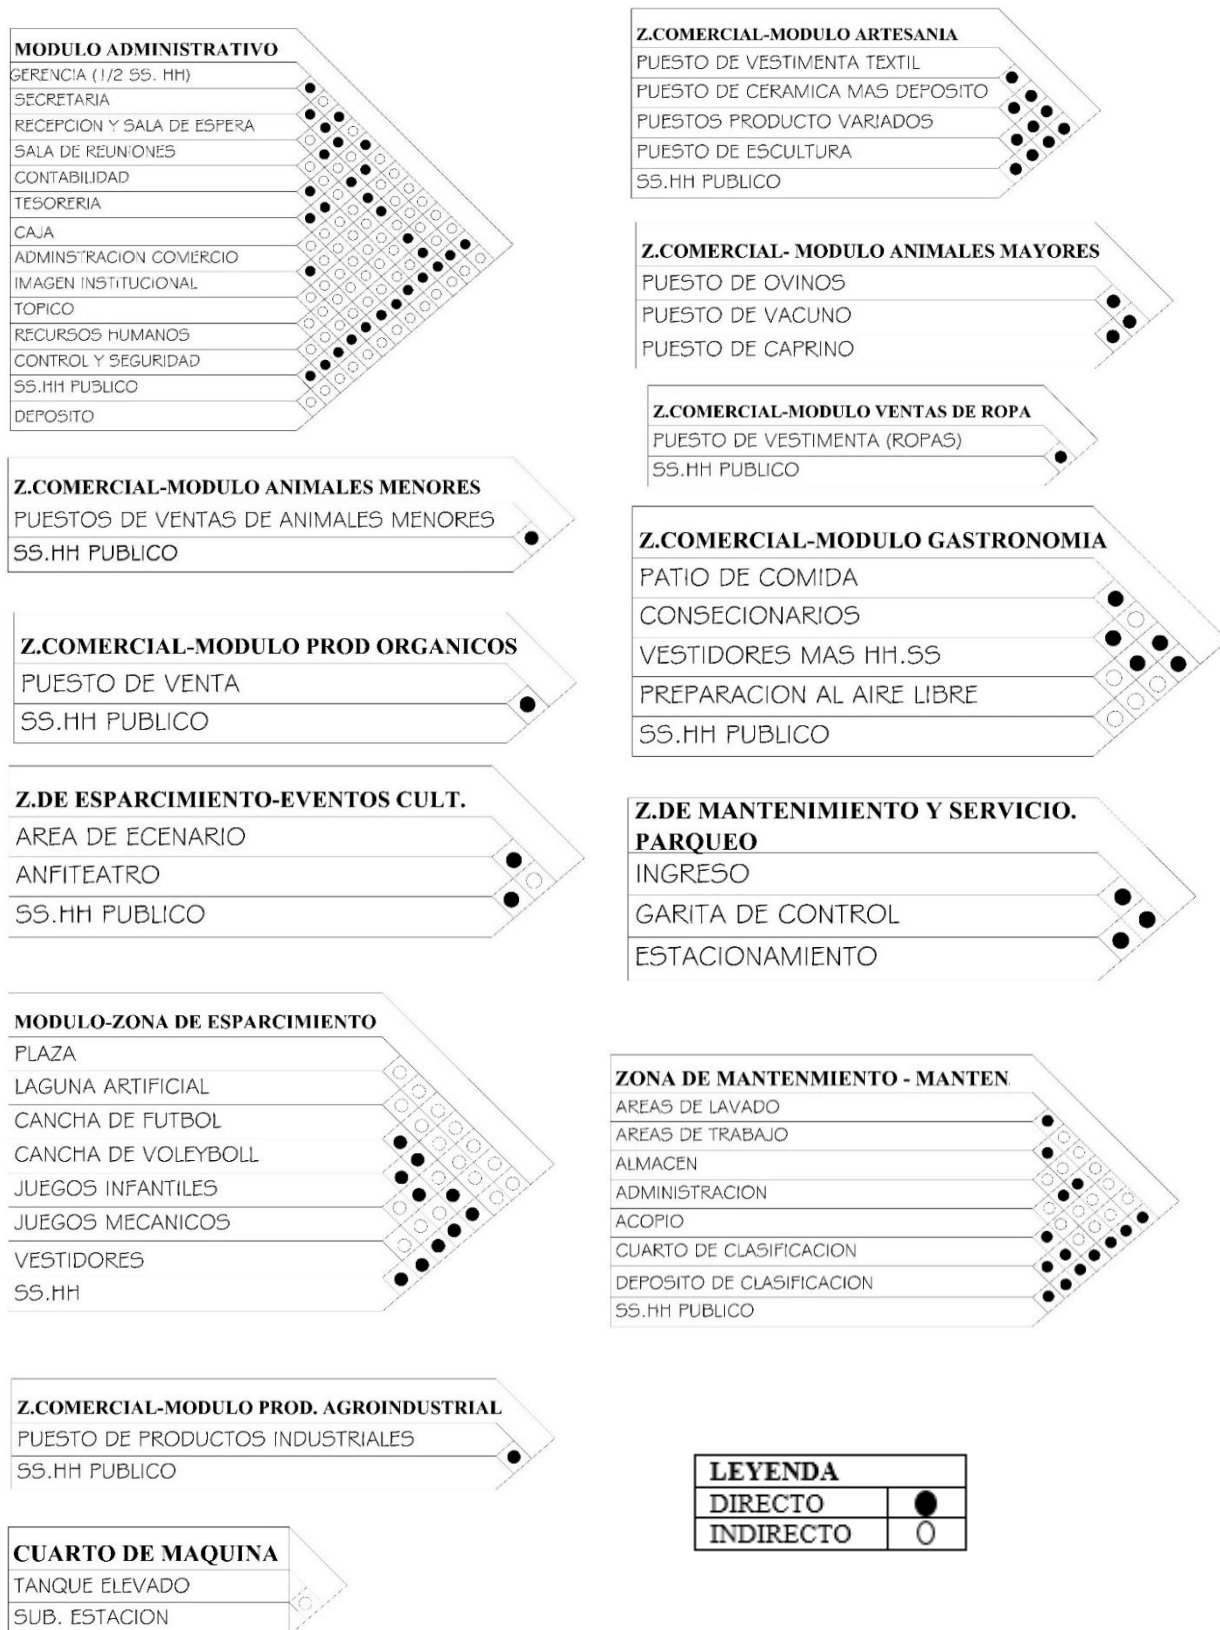 MODULO ADMINISTRATIVO
GERENCIA (1/2 SS. HH)
SECRETARIA
RECEPCION Y SALA DE ESPERA
SALA DE REUNIONES
CONTABILIDAD
TESORERIA
CAJA
ADMINSTRACION COMERCIO
IMAGEN INSTITUCIONAL
TOPICO
RECURSOS HUMANOS
CONTROL Y SEGURIDAD
SS.HH PUBLICO
DEPOSITO
Z.COMERCIAL-MODULO ANIMALES MENORES
PUESTOS DE VENTAS DE ANIMALES MENORES
SS.HH PUBLICO
Z.COMERCIAL-MODULO PROD ORGANICOS
PUESTO DE VENTA
SS.HH PUBLICO
Z.DE ESPARCIMIENTO-EVENTOS CULT.
AREA DE ECENARIO
ANFITEATRO
SS.HH PUBLICO
MODULO-ZONA DE ESPARCIMIENTO
PLAZA
LAGUNA ARTIFICIAL
CANCHA DE FUTBOL
CANCHA DE VOLEYBOLL
JUEGOS INFANTILES
JUEGOS MECANICOS
VESTIDORES
SS.HH
Z.COMERCIAL-MODULO PROD. AGROINDUSTRIAL
PUESTO DE PRODUCTOS INDUSTRIALES
SS.HH PUBLICO
CUARTO DE MAQUINA
TANQUE ELEVADO
SUB. ESTACION
Z.COMERCIAL-MODULO ARTESANIA
PUESTO DE VESTIMENTA TEXTIL
PUESTO DE CERAMICA MAS DEPOSITO
PUESTOS PRODUCTO VARIADOS
PUESTO DE ESCULTURA
SS.HH PUBLICO
Z.COMERCIAL- MODULO ANIMALES MAYORES
PUESTO DE OVINOS
PUESTO DE VACUNO
PUESTO DE CAPRINO
Z.COMERCIAL-MODULO VENTAS DE ROPA
PUESTO DE VESTIMENTA (ROPAS)
SS.HH PUBLICO
Z.COMERCIAL-MODULO GASTRONOMIA
PATIO DE COMIDA
CONSECIONARIOS
VESTIDORES MAS HH.SS
PREPARACION AL AIRE LIBRE
SS.HH PUBLICO
Z.DE MANTENIMIENTO Y SERVICIO.
PARQUEO
INGRESO
GARITA DE CONTROL
ESTACIONAMIENTO
ZONA DE MANTENMIENTO - MANTEN.
AREAS DE LAVADO
AREAS DE TRABAJO
ALMACEN
ADMINISTRACION
ACOPIO
CUARTO DE CLASIFICACION
DEPOSITO DE CLASIFICACION
SS.HH PUBLICO
LEYENDA
DIRECTO
INDIRECTO